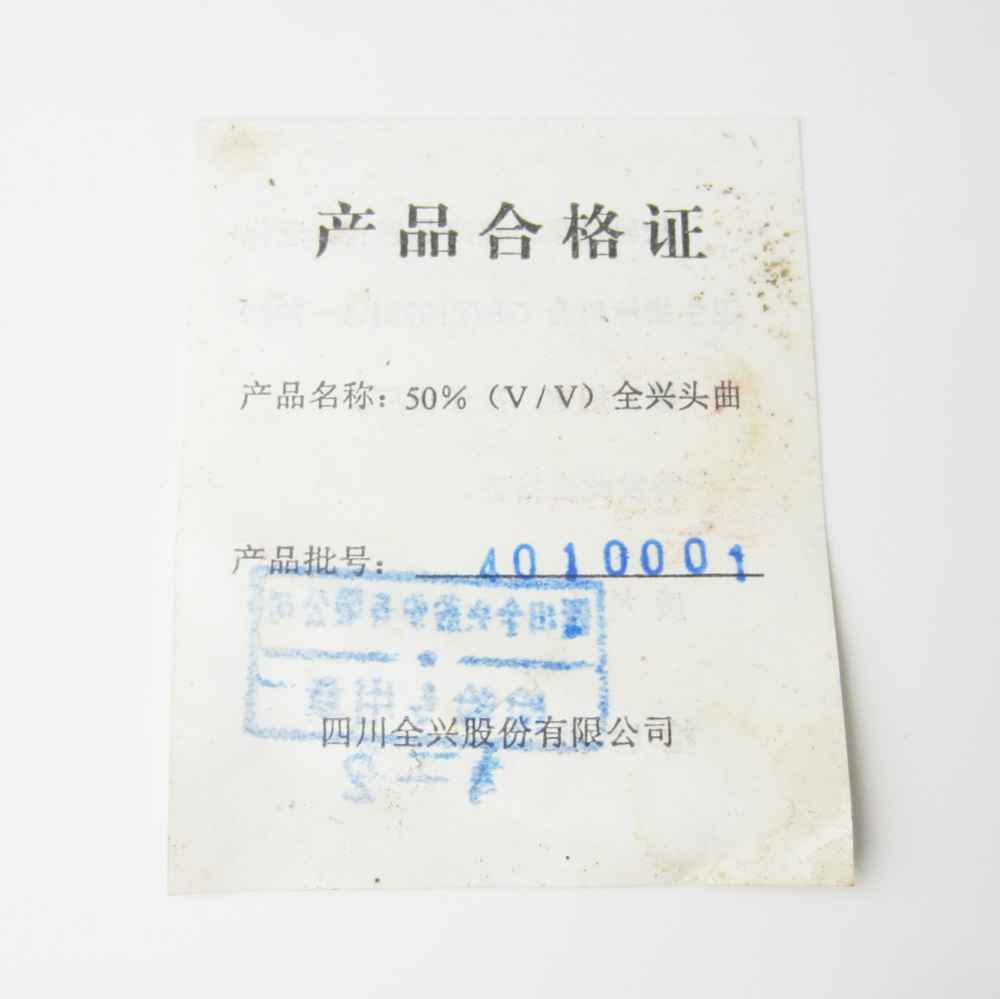 产品合格证
产品名称：50％（V/V）全兴头曲
产品批号：4010001
四川全兴股份有限公司